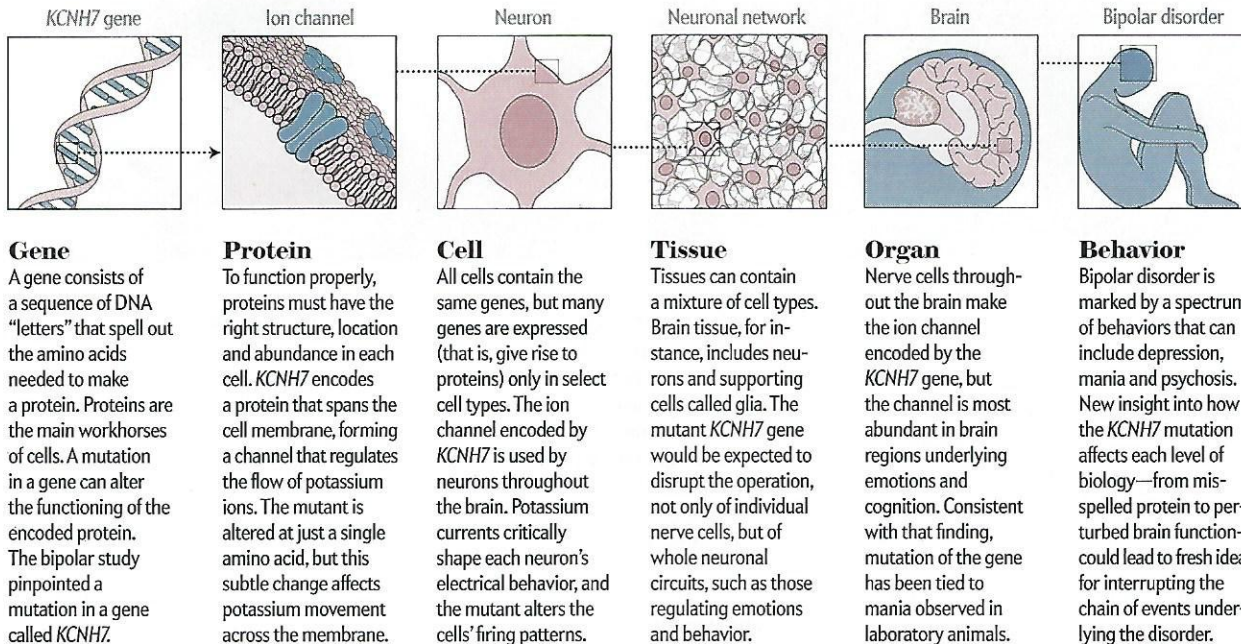 KCNH7 gene
Ion channel
Neuron
Neuronal network
Brain
Bipolar disorder
Gene
A gene consists of
a sequence of DNA
"letters" that spell out
the amino acids
needed to make
a protein. Proteins are
the main workhorses
of cells. A mutation
in a gene can alter
the functioning of the
encoded protein.
The bipolar study
pinpointed a
mutation in a gene
called KCNH7.
Protein
To function properly,
proteins must have the
right structure, location
and abundance in each
cell. KCNH7 encodes
a protein that spans the
cell membrane, forming
a channel that regulates
the flow of potassium
ions. The mutant is
altered at just a single
amino acid, but this
subtle change affects
potassium movement
across the membrane.
Cell
All cells contain the
same genes, but many
genes are expressed
(that is, give rise to
proteins) only in select
cell types. The ion
channel encoded by
KCNH7 is used by
neurons throughout
the brain. Potassium
currents critically
shape each neuron's
electrical behavior, and
the mutant alters the
cells' firing patterns.
Tissue
Tissues can contain
a mixture of cell types.
Brain tissue, for in-
stance, includes neu-
rons and supporting
cells called glia. The
mutant KCNH7 gene
would be expected to
disrupt the operation,
not only of individual
nerve cells, but of
whole neuronal
circuits, such as those
regulating emotions
and behavior.
Organ
Nerve cells through-
out the brain make
the ion channel
encoded by the
KCNH7 gene, but
the channel is most
abundant in brain
regions underlying
emotions and
cognition. Consistent
with that finding,
mutation of the gene
has been tied to
mania observed in
laboratory animals.
Behavior
Bipolar disorder is
marked by a spectrum
of behaviors that can
include depression,
mania and psychosis.
New insight into how
the KCNH7 mutation
affects each level of
biology—from mis-
spelled protein to per-
turbed brain function—
could lead to fresh idea
for interrupting the
chain of events under-
lying the disorder.